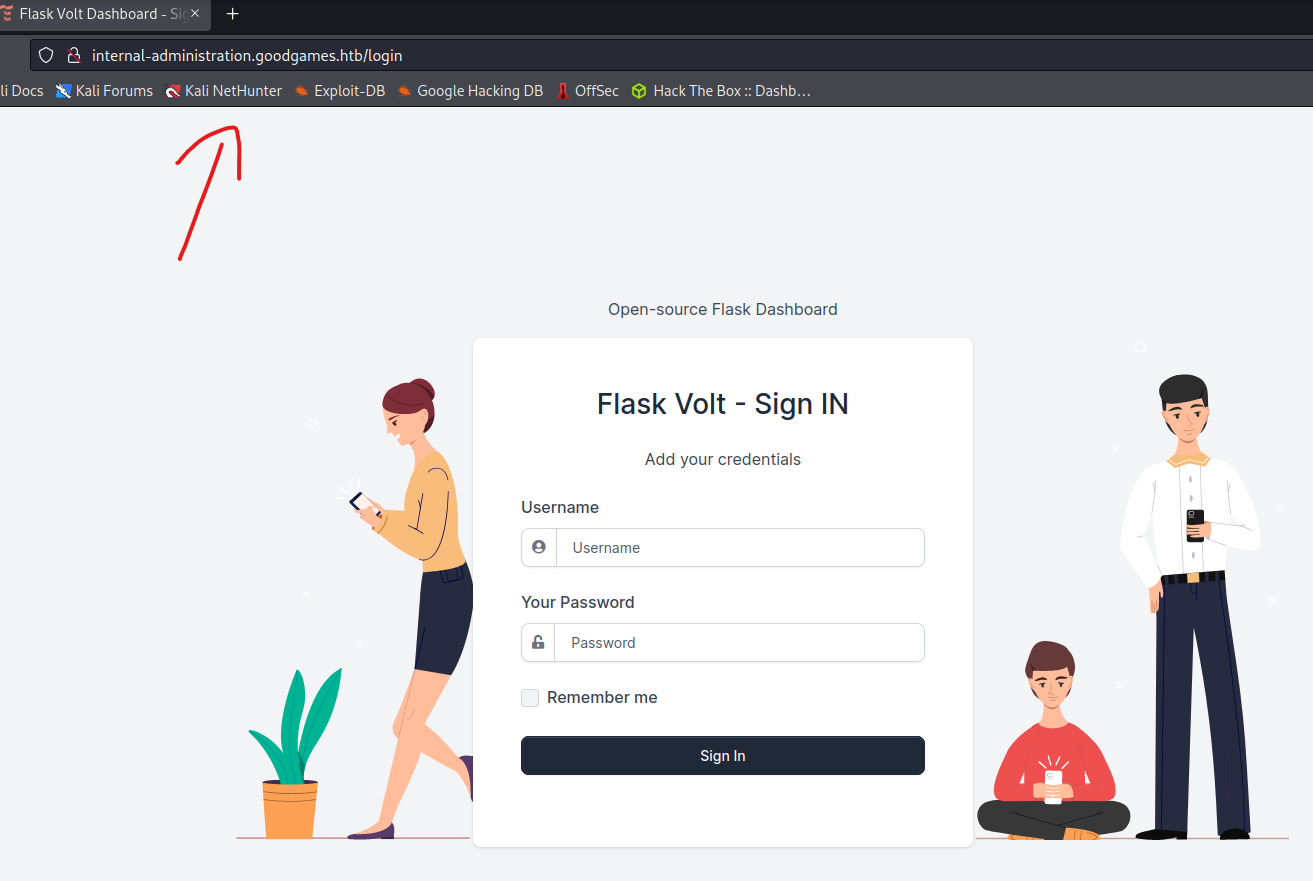 Flask Volt Dashboard - Sig
internal-administration.goodgames.htb/login
li Docs Kali Forums Kali NetHunter Exploit-DB Google Hacking DB OffSec Hack The Box :: Dashb…
Open-source Flask Dashboard
Flask Volt - Sign IN
Add your credentials
Username
Username
Your Password
Password
Remember me
Sign In